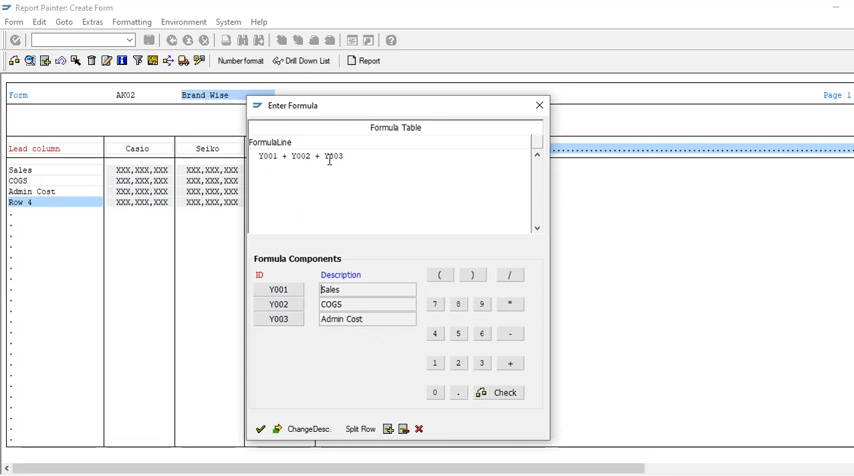 Report Painter: Create Form
Form Edit Goto Extras Formatting Environment System Help
Number format Drill Down List Report
Form AK02 Brand Wise Page 1
Enter Formula
Formula Table
FormulaLine
Y001 + Y002 + Y003
Lead column Casio Seiko
Sales XXX,XXX,XXX XXX,XXX,XXX
COGS XXX,XXX,XXX XXX,XXX,XXX
Admin Cost XXX,XXX,XXX XXX,XXX,XXX
Row 4 XXX,XXX,XXX XXX,XXX,XXX
Formula Components
ID Description
( ) /
Y001 Sales
Y002 COGS
Y003 Admin Cost
7 8 9 *
4 5 6 -
1 2 3 +
0 . Check
ChangeDesc. Split Row